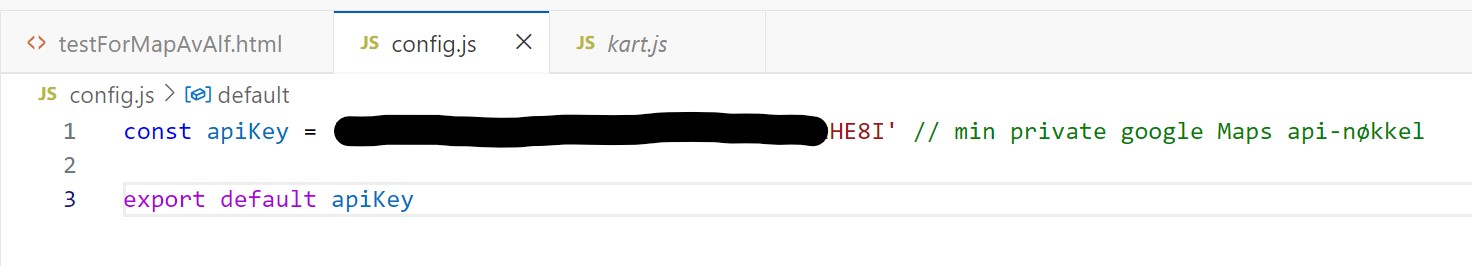 testForMapAvAlf.html JS config.js JS kart.js
JS config.js > default
1 const apiKey = HE8I' // min private google Maps api-nøkkel
2
3 export default apiKey